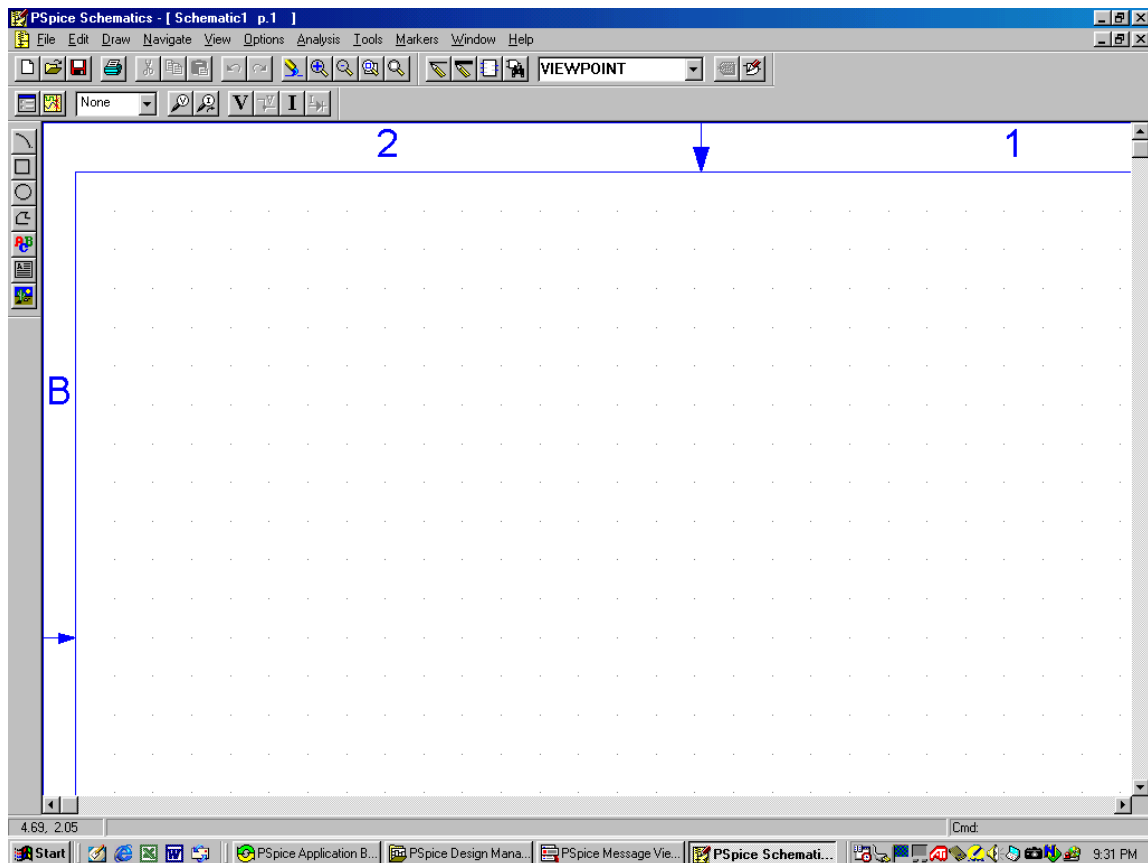 PSpice Schematics - [ Schematic1 p.1 ]
File Edit Draw Navigate View Options Analysis Tools Markers Window Help
VIEWPOINT
None V I
2 1
B
4.69, 2.05 Cmd:
Start PSpice Application B... PSpice Design Mana... PSpice Message Vie... PSpice Schemati... 9:31 PM